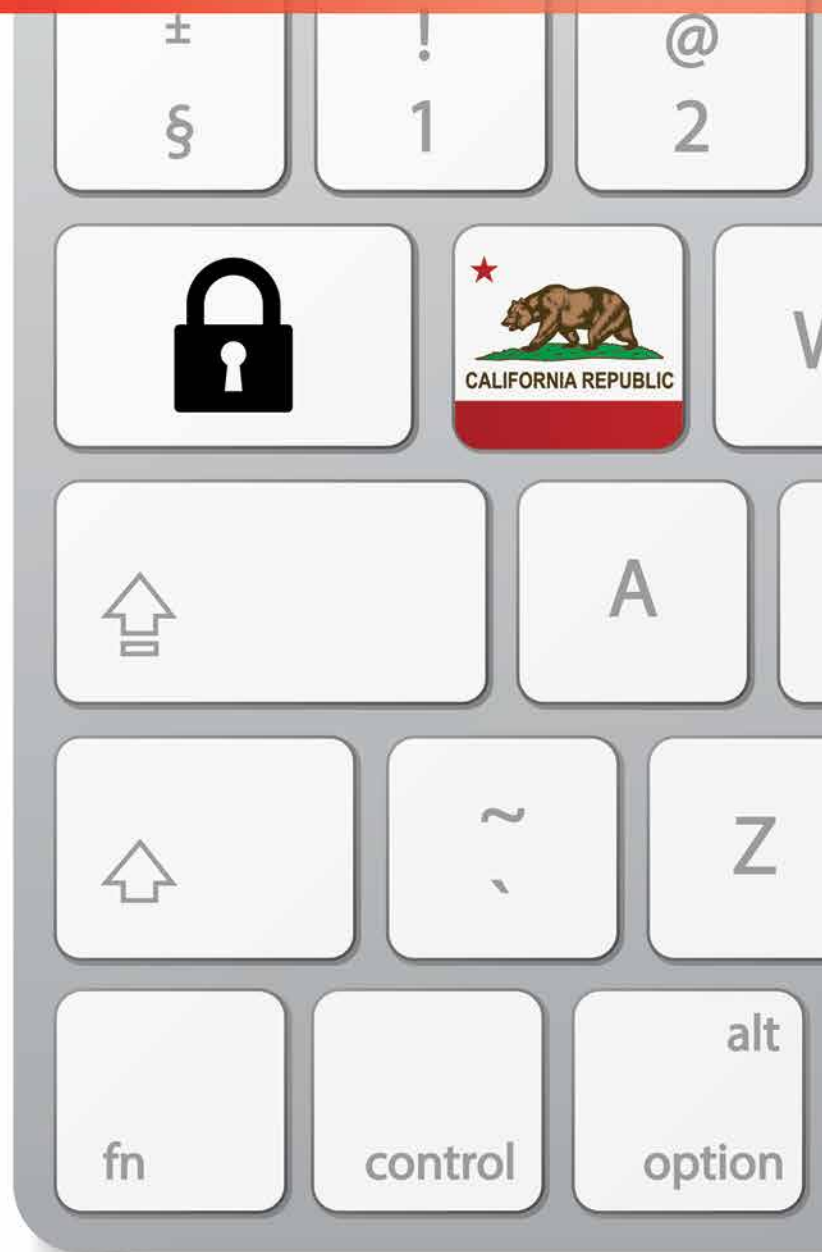 ± ! @
§ 1 2
CALIFORNIA REPUBLIC
A
~
`
Z
alt
fn control option